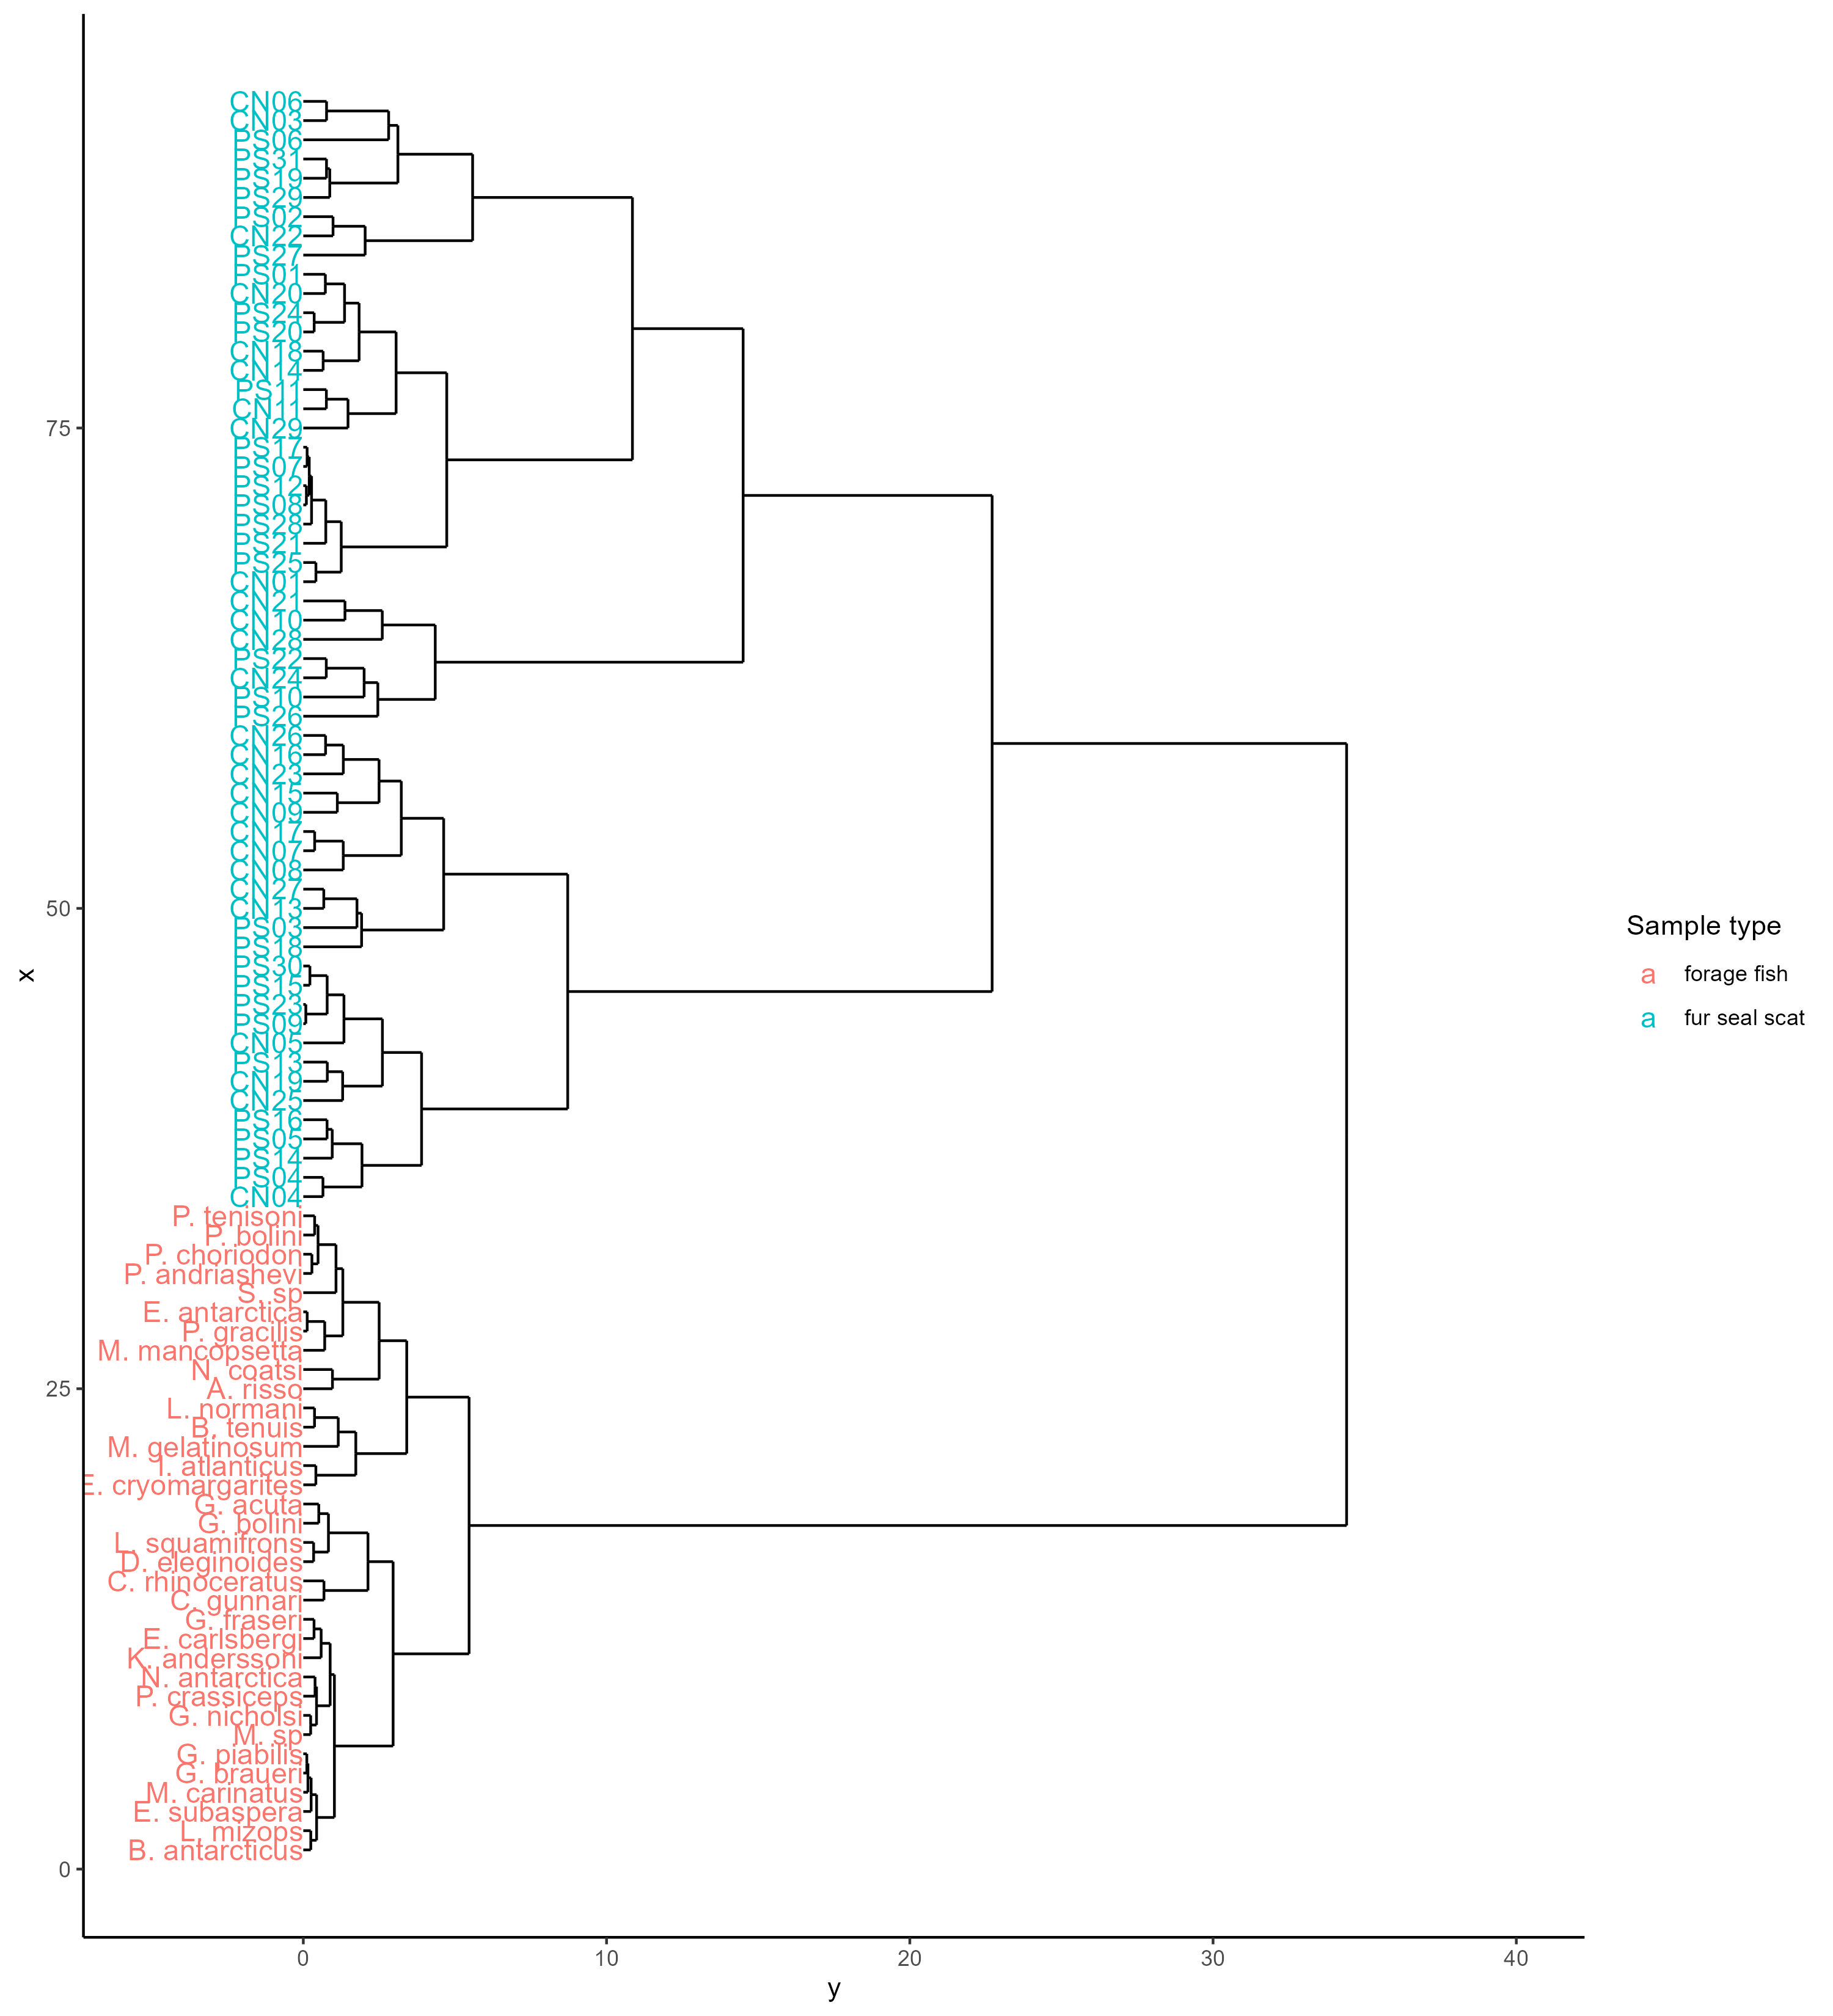 CN06
CN03
PS06
PS31
PS19
PS29
PS02
CN22
PS27
PS01
CN20
PS24
PS20
CN18
CN14
PS11
CN11
CN29
75
PS17
PS07
PS12
PS08
PS28
PS21
PS25
CN01
CN21
CN10
CN28
PS22
CN24
PS10
PS26
CN26
CN16
CN23
CN15
CN09
CN17
CN07
CN08
CN27
CN13
50
PS03
PS18
PS30
PS15
PS23
PS09
CN05
PS13
CN19
CN25
PS16
PS05
PS14
PS04
CN04
P. tenisoni
P. bolini
P. choriodon
P. andriashevi
S. sp
E. antarctica
P. gracilis
M. mancopsetta
N. coatsi
A. risso
25
L. normani
B. tenuis
M. gelatinosum
I. atlanticus
E. cryomargarites
G. acuta
G. bolini
L. squamifrons
D. eleginoides
C. rhinoceratus
C. gunnari
G. fraseri
E. carlsbergi
K. anderssoni
N. antarctica
P. crassiceps
G. nicholsi
M. sp
G. piabilis
G. braueri
M. carinatus
E. subaspera
L. mizops
B. antarcticus
0
x
0 10 20 30 40
y
Sample type
a forage fish
a fur seal scat